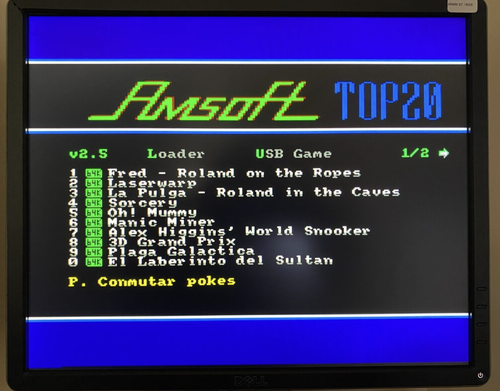 Amsoft TOP20
v2.5 Loader USB Game 1/2 →
1 64K Fred - Roland on the Ropes
2 64K Laserwarp
3 64K La Pulga - Roland in the Caves
4 64K Sorcery
5 64K Oh! Mummy
6 64K Manic Miner
7 64K Alex Higgins' World Snooker
8 64K 3D Grand Prix
9 64K Plaga Galactica
0 64K El Laberinto del Sultan
P. Conmutar pokes
DELL